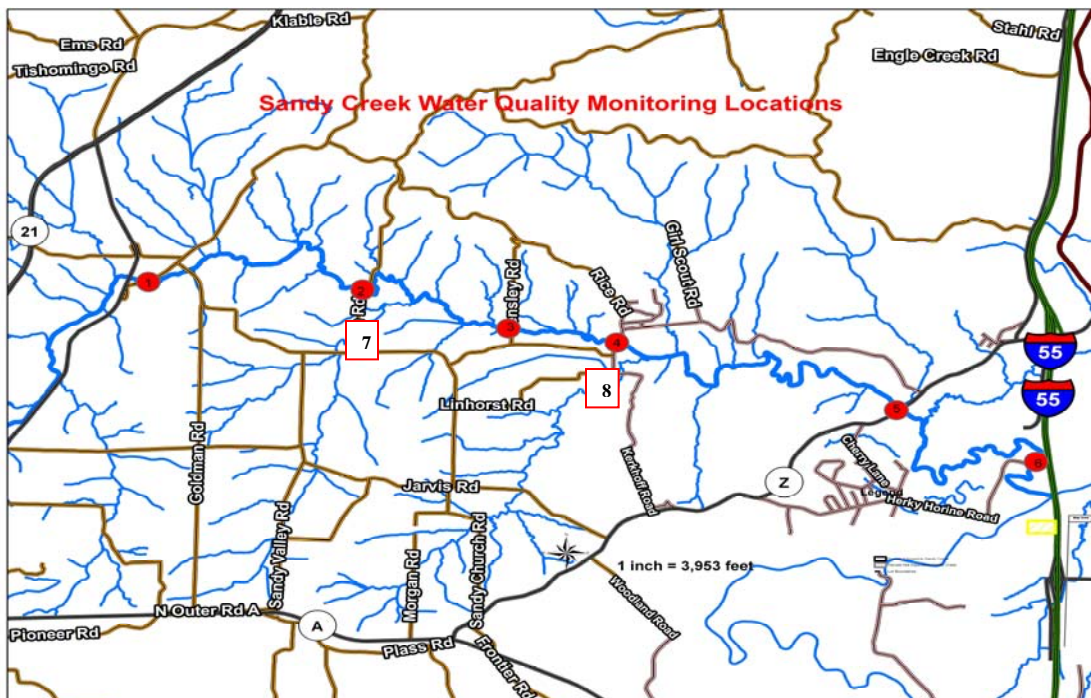 Klable Rd
Ems Rd
Tishomingo Rd
Stahl Rd
Engle Creek Rd
Sandy Creek Water Quality Monitoring Locations
21
1
2
Rd
7
nsley Rd
3
Rice Rd
Girl Scout Rd
4
8
55
55
Linhorst Rd
5
6
Goldman Rd
Jarvis Rd
Kerkhoff Road
Z
Cherry Lane
Legend
Herky Horine Road
Sandy Valley Rd
Morgan Rd
Sandy Church Rd
1 inch = 3,953 feet
Woodland Road
N Outer Rd A
A
Pioneer Rd
Plass Rd
Frontier Rd